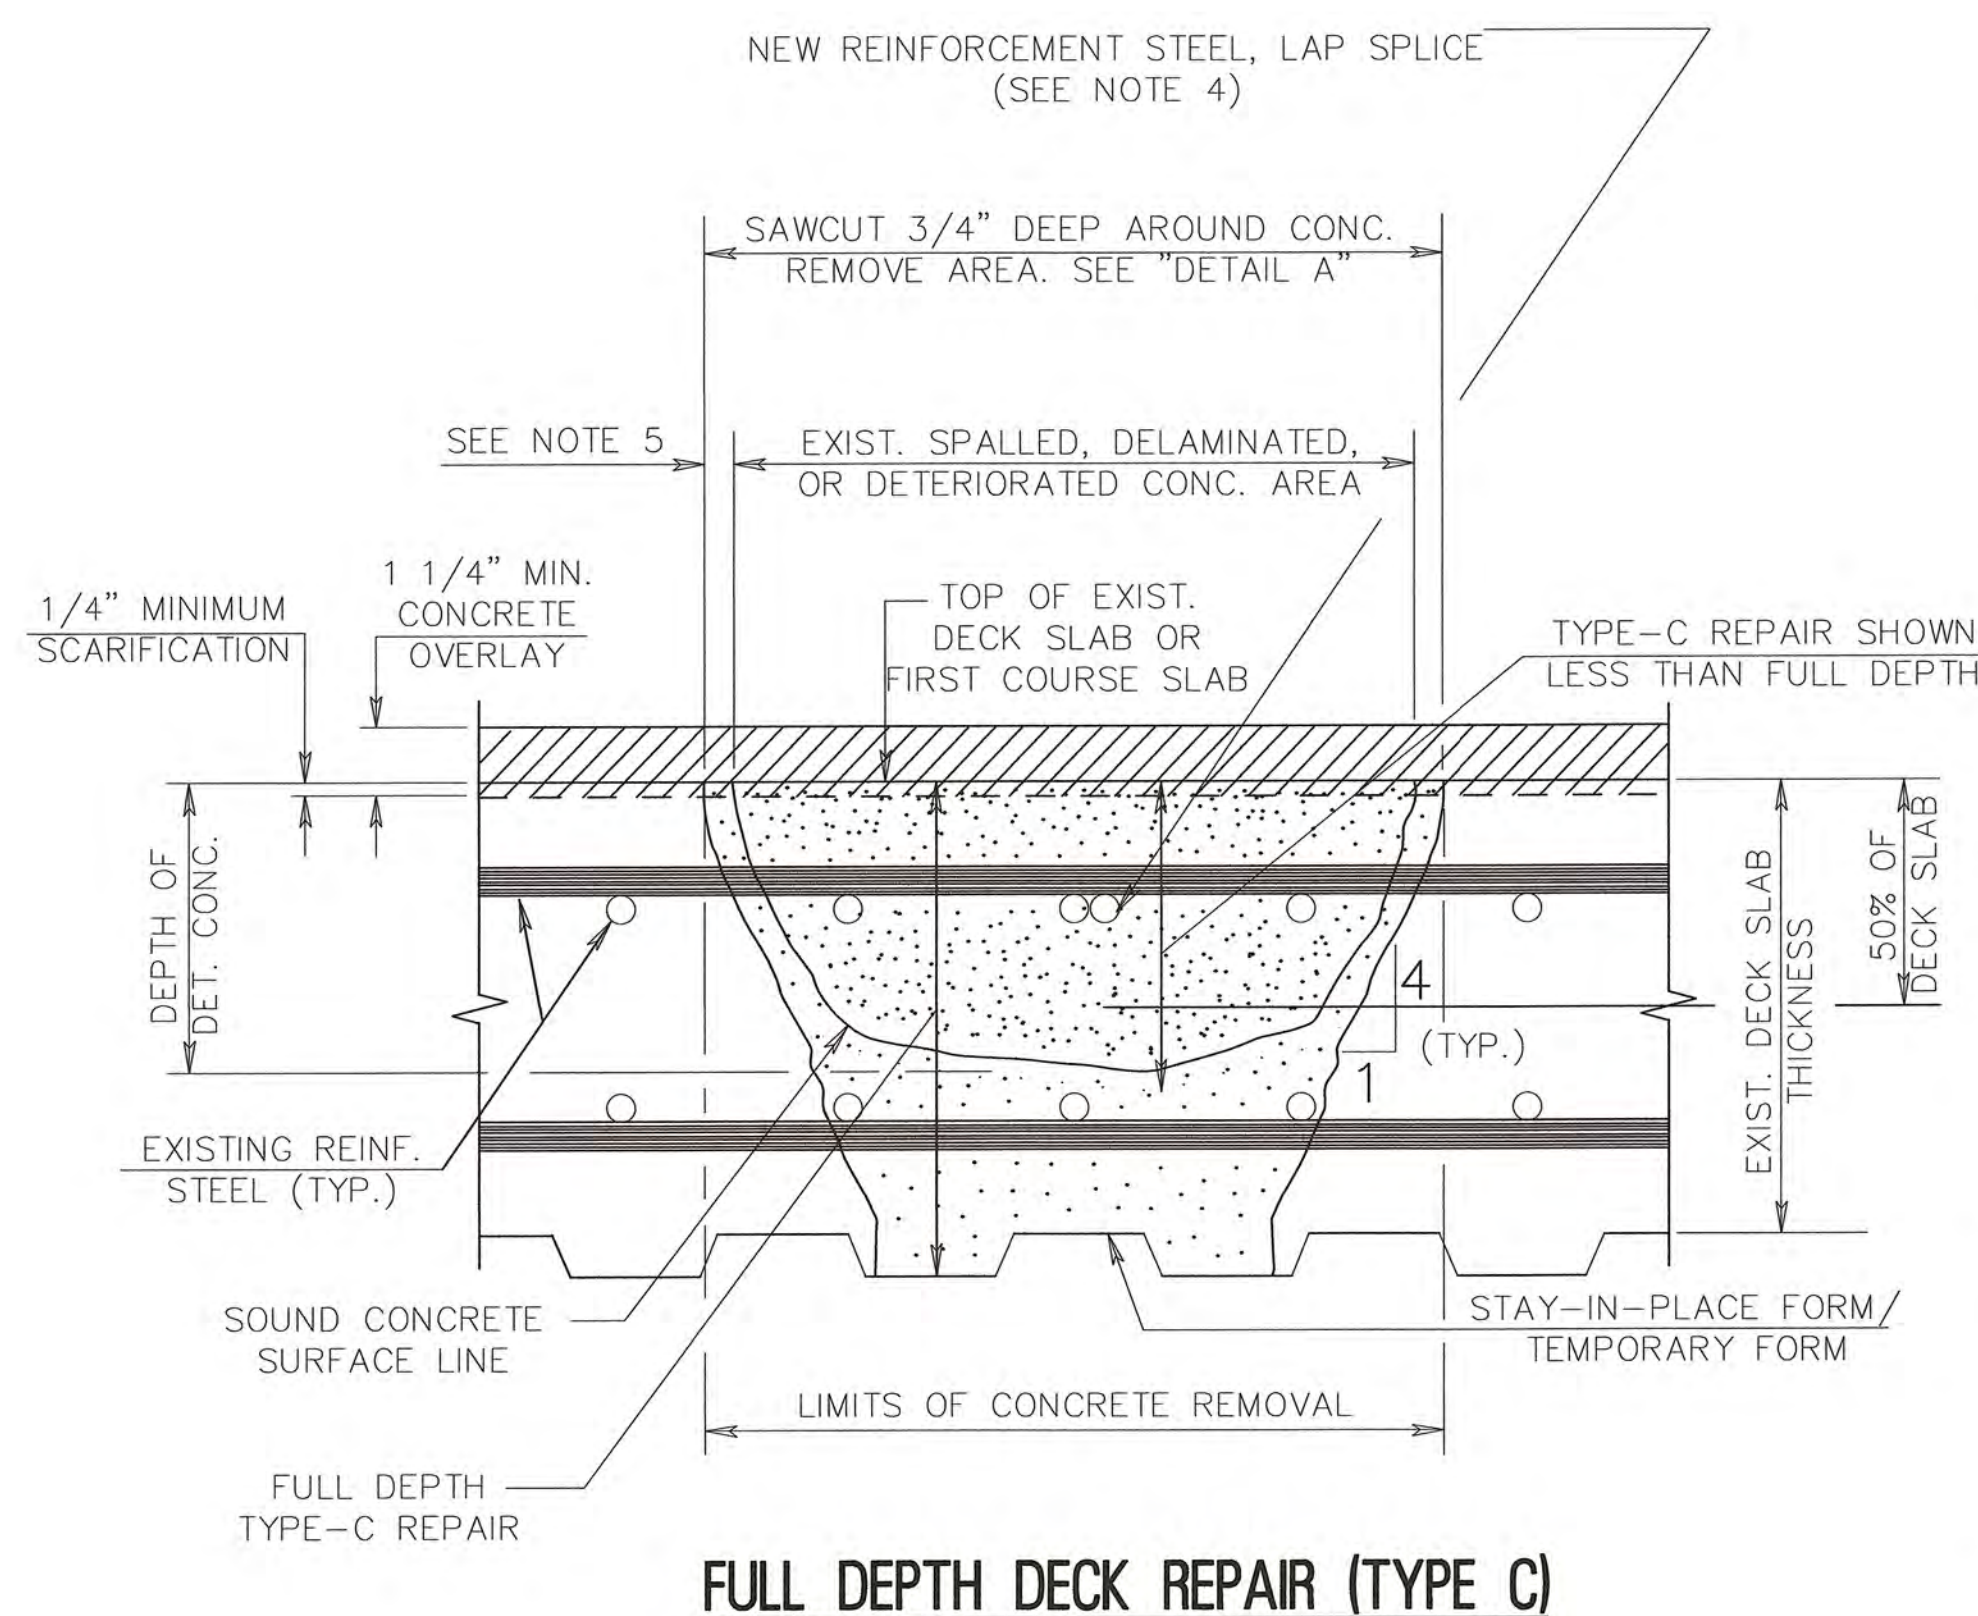 NEW REINFORCEMENT STEEL, LAP SPLICE
(SEE NOTE 4)
SAWCUT 3/4" DEEP AROUND CONC.
REMOVE AREA. SEE "DETAIL A"
SEE NOTE 5
EXIST. SPALLED, DELAMINATED,
OR DETERIORATED CONC. AREA
1/4" MINIMUM
SCARIFICATION
1 1/4" MIN.
CONCRETE
OVERLAY
TOP OF EXIST.
DECK SLAB OR
FIRST COURSE SLAB
TYPE-C REPAIR SHOWN
LESS THAN FULL DEPTH
DEPTH OF
DET. CONC.
4
(TYP.)
1
EXIST. DECK SLAB
THICKNESS
50% OF
DECK SLAB
EXISTING REINF.
STEEL (TYP.)
SOUND CONCRETE
SURFACE LINE
STAY-IN-PLACE FORM/
TEMPORARY FORM
LIMITS OF CONCRETE REMOVAL
FULL DEPTH
TYPE-C REPAIR
FULL DEPTH DECK REPAIR (TYPE C)